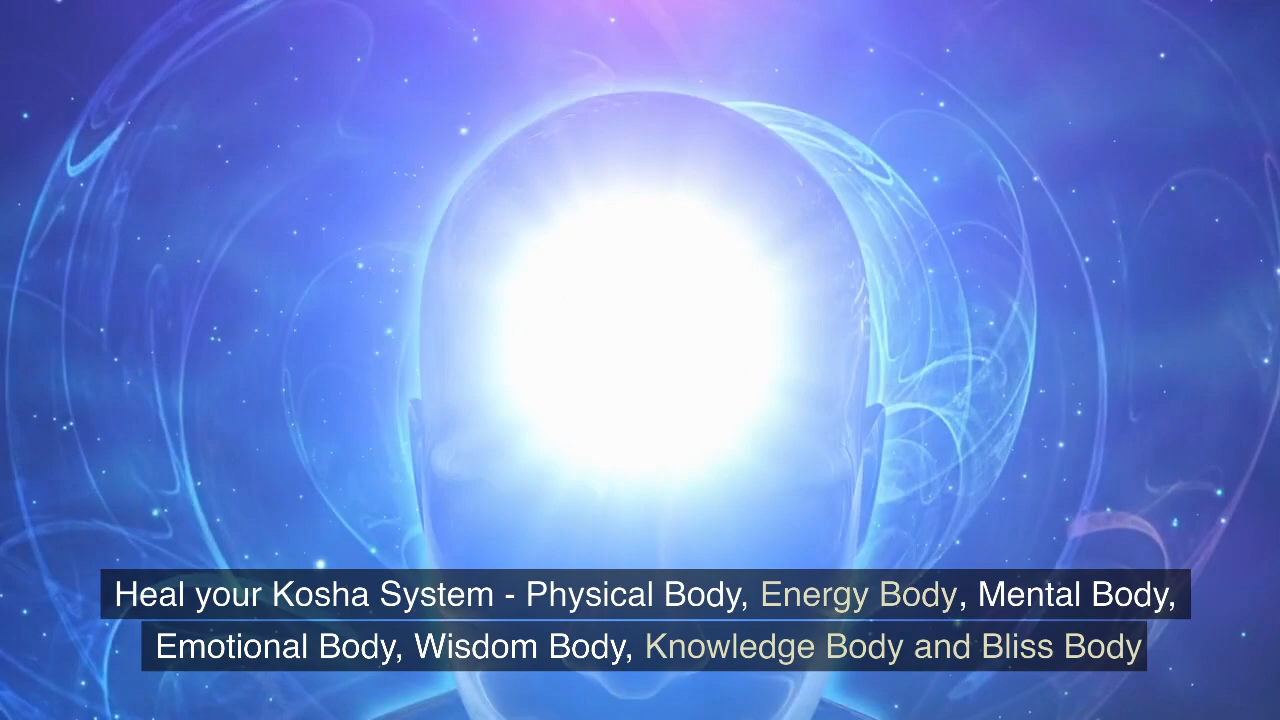 Heal your Kosha System - Physical Body, Energy Body, Mental Body,
Emotional Body, Wisdom Body, Knowledge Body and Bliss Body